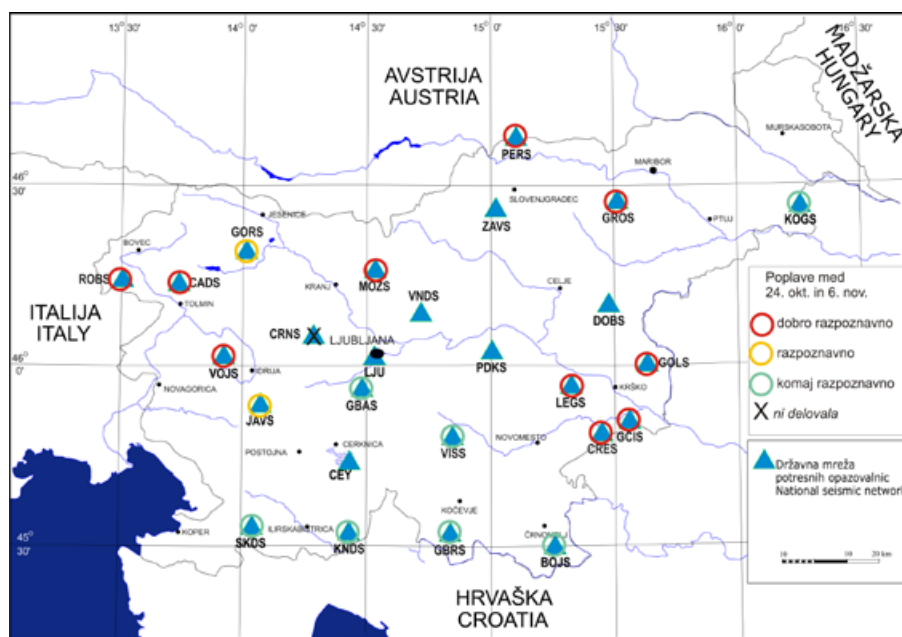 13° 30'
14° 00'
14° 30'
15° 00'
15° 30'
16° 00'
16° 30'
MADŽARSKA
HUNGARY
AVSTRIJA
AUSTRIA
MURSKASOBOTA
PERS
MARIBOR
46°
30'
SLOVENJGRADEC
GROS
KOGS
ZAVS
PTUJ
JESENICE
GORS
BOVEC
ROBS
CADS
MOZS
KRANJ
CELJE
VNDS
TOLMIN
DOBS
ITALIJA
ITALY
CRNS
LJUBLJANA
46°
0'
LJU
PDKS
GOLS
VOJS
IDRIJA
NOVAGORICA
GBAS
LEGS
KRŠKO
JAVS
GCIS
CRES
VISS
NOVOMESTO
CERKNICA
POSTOJNA
CEY
KOČEVJE
KOPER
SKDS
ILIRSKABISTRICA
KNDS
GBRS
ČRNOMELJ
BOJS
45°
30'
HRVAŠKA
CROATIA
Poplave med
24. okt. in 6. nov.
dobro razpoznavno
razpoznavno
komaj razpoznavno
X ni delovala
Državna mreža
potresnih opazovalnic
National seismic network
10 0 10 20 km